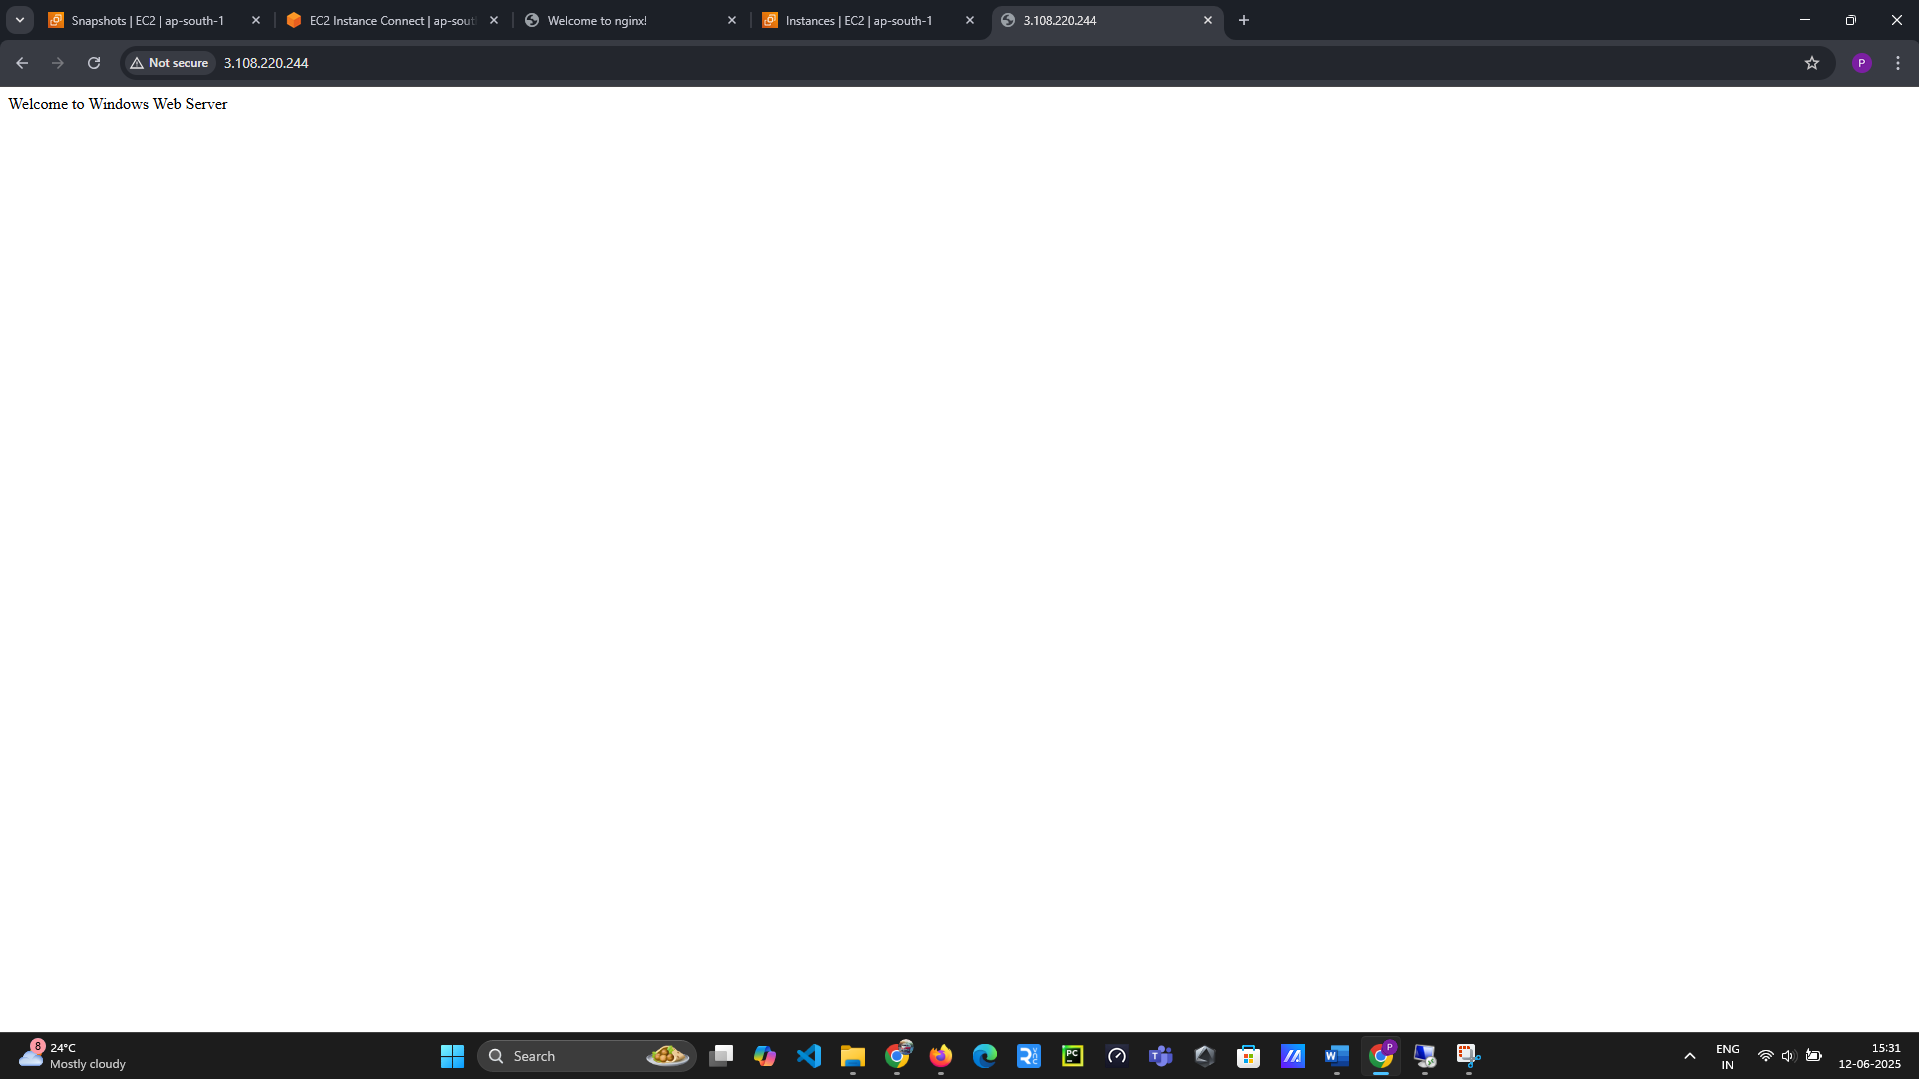 Snapshots | EC2 | ap-south-1
EC2 Instance Connect | ap-sout
Welcome to nginx!
Instances | EC2 | ap-south-1
3.108.220.244
Not secure
3.108.220.244
P
Welcome to Windows Web Server
8
24°C
Mostly cloudy
Search
PC
P
ENG
IN
15:31
12-06-2025